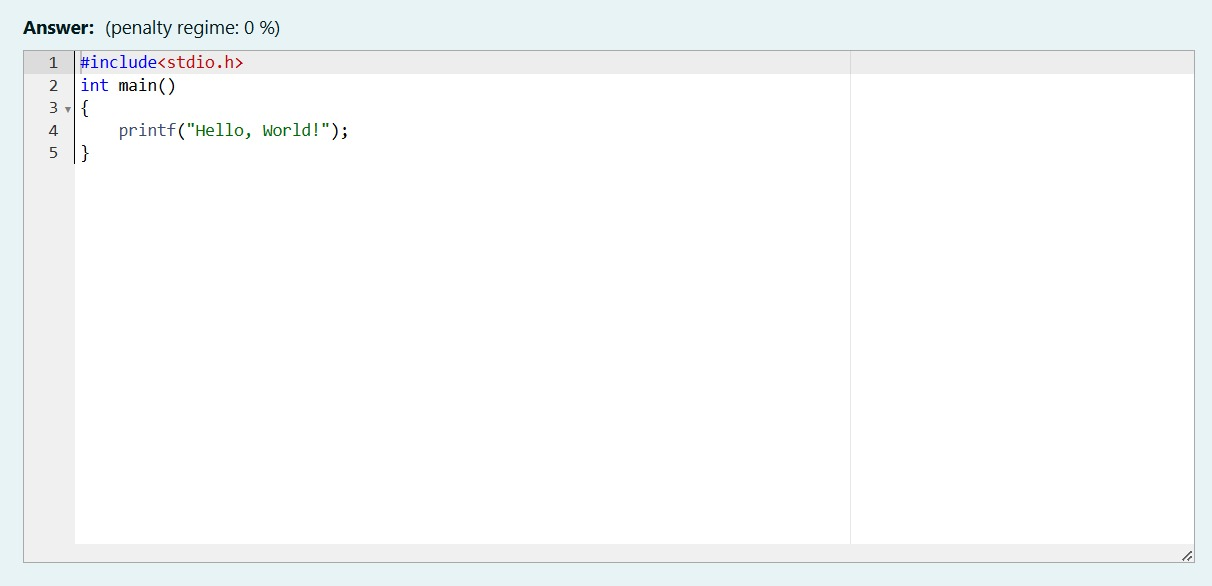 Answer: (penalty regime: 0 %)
1 #include<stdio.h>
2 int main()
3 {
4     printf("Hello, World!");
5 }